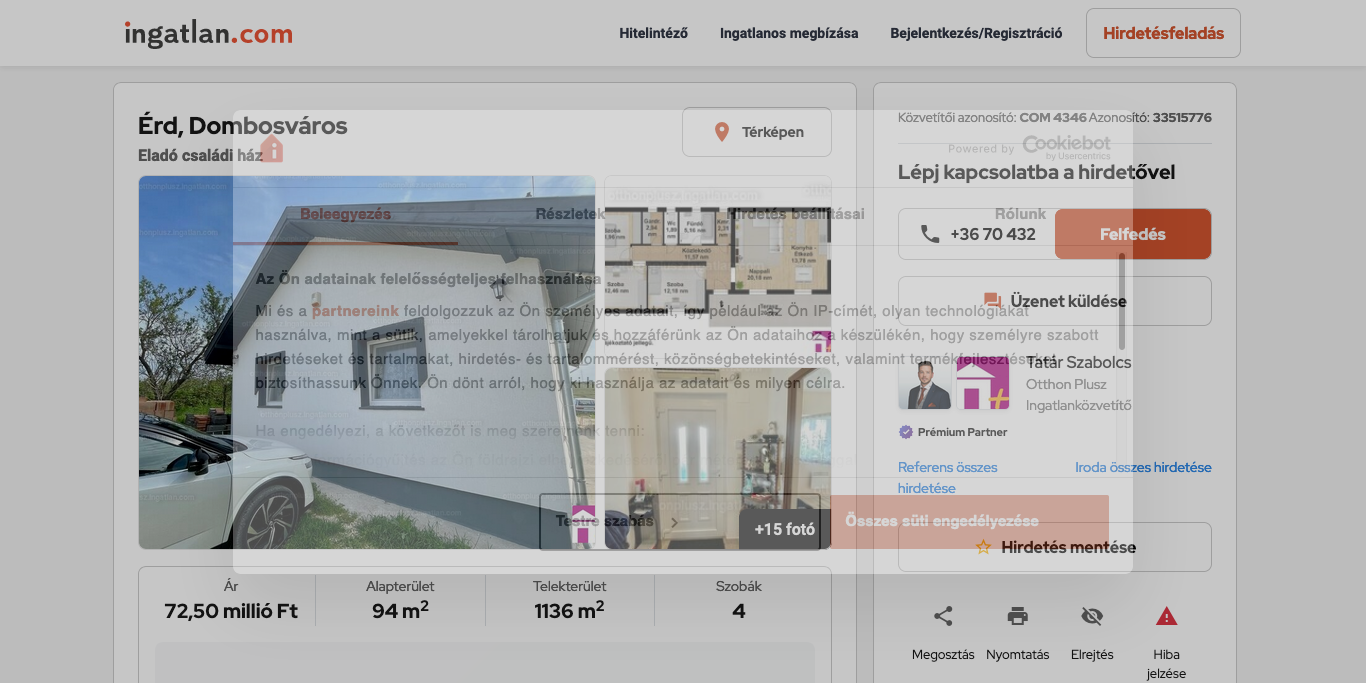 ingatlan.com
Hitelintéző
Ingatlanos megbízása
Bejelentkezés/Regisztráció
Hirdetésfeladás
Érd, Dombosváros
Eladó családi ház
Térképen
Közvetítői azonosító: COM 4346 Azonosító: 33515776
Powered by Cookiebot
by Usercentrics
Lépj kapcsolatba a hirdetővel
Beleegyezés
Részletek
Hirdetés beállításai
Rólunk
+36 70 432
Felfedés
Az Ön adatainak felelősségteljes felhasználása
Üzenet küldése
Mi és a partnereink feldolgozzuk az Ön személyes adatait, így például az Ön IP-címét, olyan technológiákat
használva, mint a sütik, amelyekkel tárolhatjuk és hozzáférünk az Ön adataihoz a készülékén, hogy személyre szabott
hirdetéseket és tartalmakat, hirdetés- és tartalommérést, közönségbetekintéseket, valamint termékfejlesztéseket
biztosíthassunk Önnek. Ön dönt arról, hogy ki használja az adatait és milyen célra.
Tatár Szabolcs
Otthon Plusz
Ingatlanközvetítő
Prémium Partner
Ha engedélyezi, a következőt is meg szeretnénk tenni:
Referens összes
hirdetése
Iroda összes hirdetése
Testre szabás
+15 fotó
Összes süti engedélyezése
Hirdetés mentése
Ár
72,50 millió Ft
Alapterület
94 m²
Telekterület
1136 m²
Szobák
4
Megosztás
Nyomtatás
Elrejtés
Hiba
jelzése